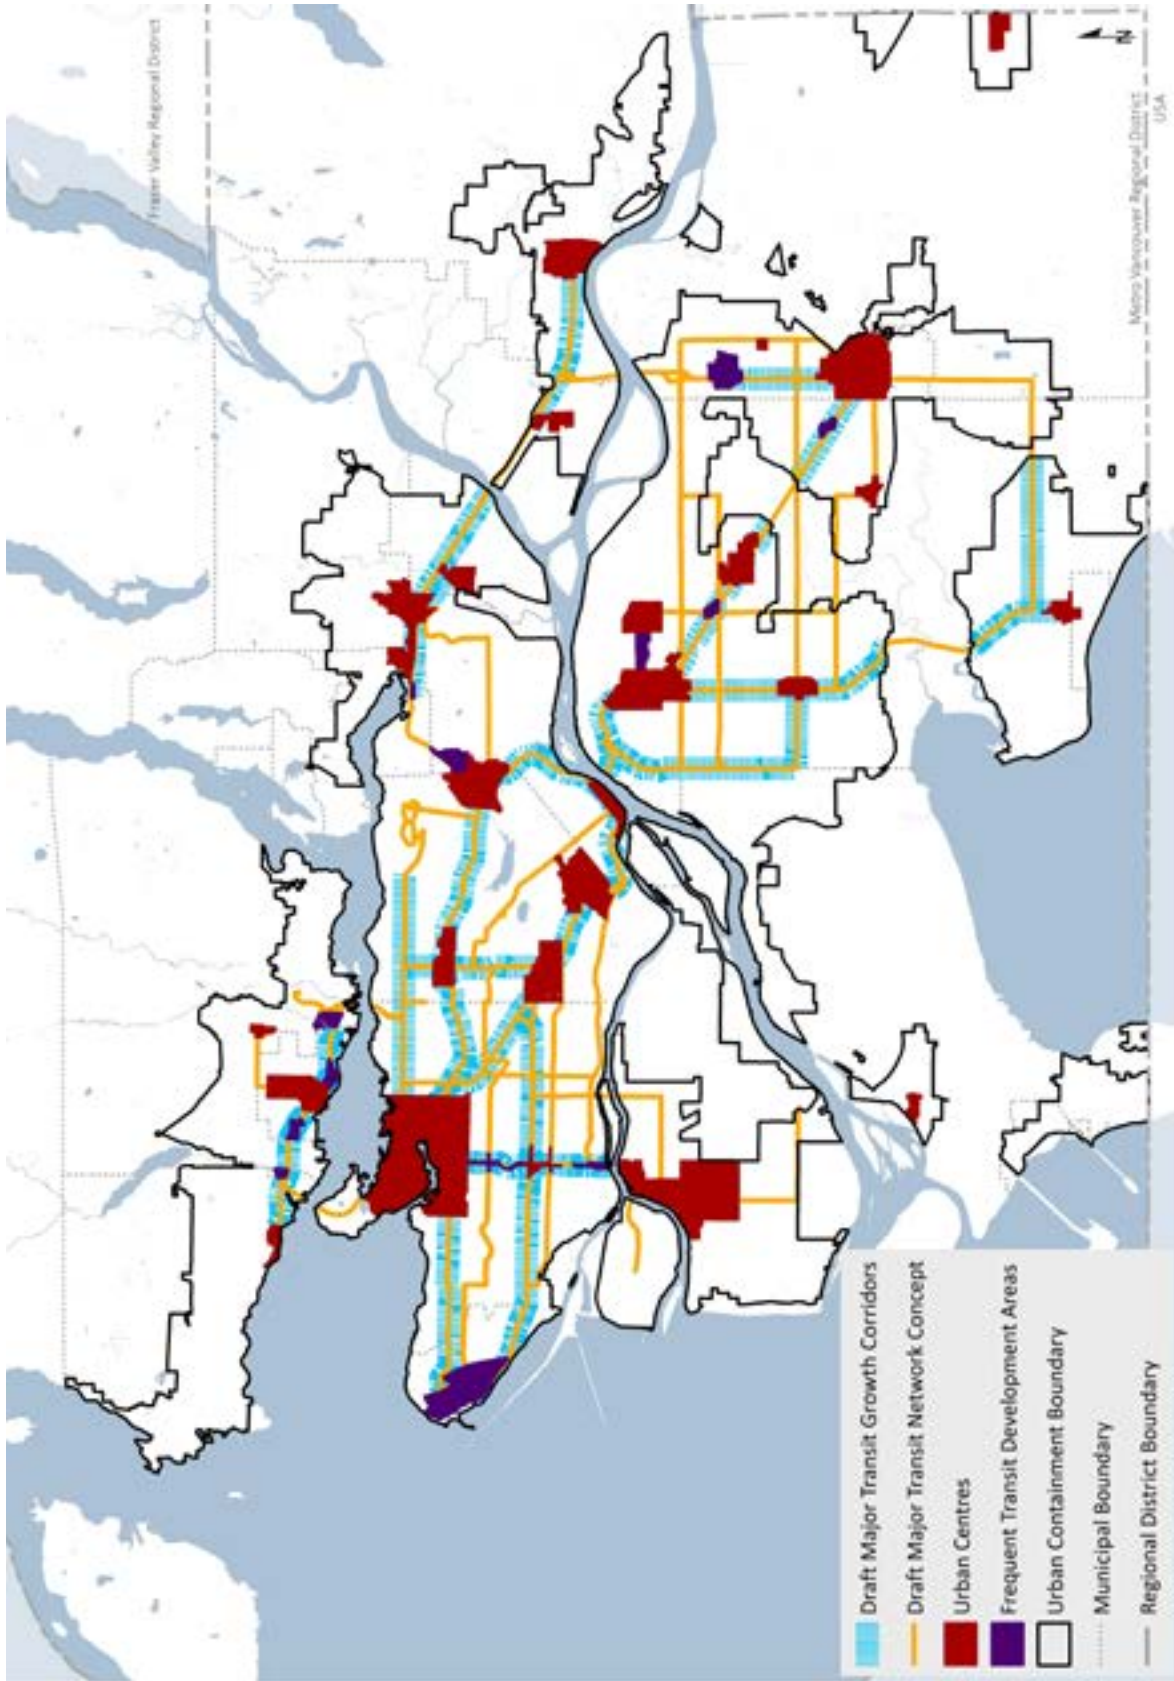 Fraser Valley Regional District
N
Metro Vancouver Regional District
USA
Draft Major Transit Growth Corridors
Draft Major Transit Network Concept
Urban Centres
Frequent Transit Development Areas
Urban Containment Boundary
Municipal Boundary
Regional District Boundary